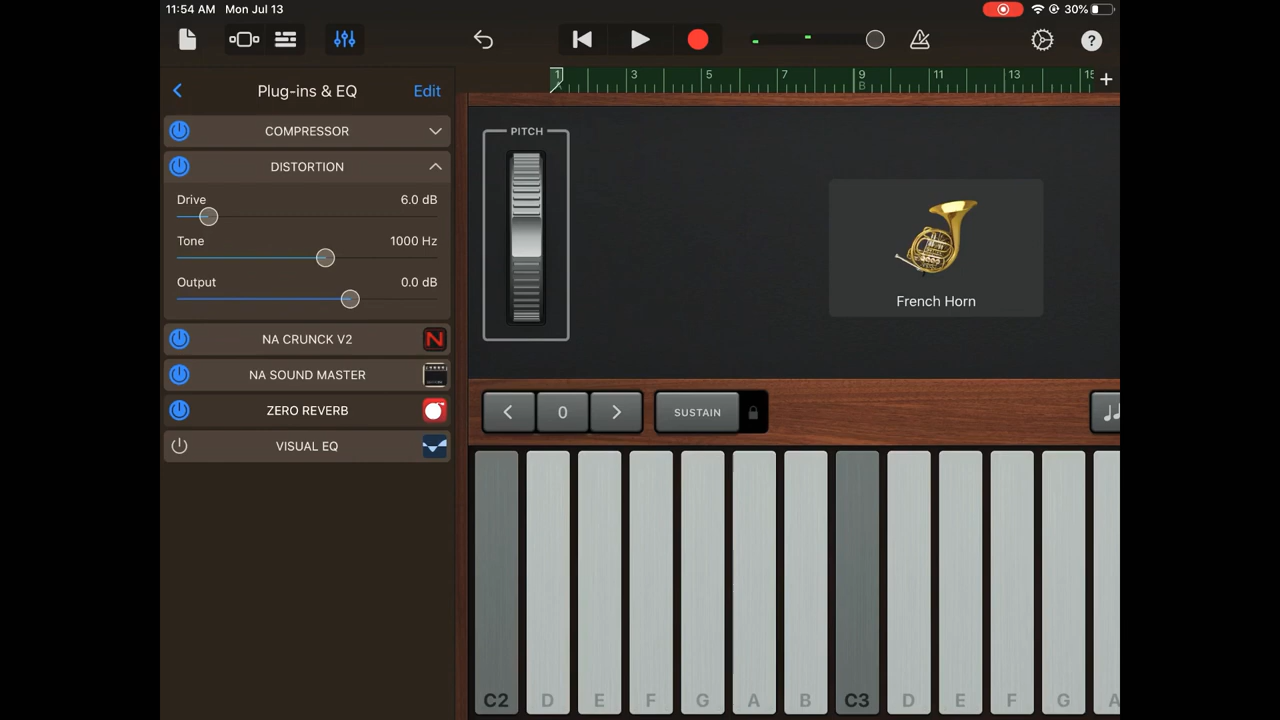 11:54 AM Mon Jul 13
30%
?
1 3 5 7 9 11 13 15
B
+
Plug-ins & EQ
Edit
COMPRESSOR
DISTORTION
Drive 6.0 dB
Tone 1000 Hz
Output 0.0 dB
NA CRUNCK V2
N
NA SOUND MASTER
ZERO REVERB
VISUAL EQ
PITCH
French Horn
< 0 >
SUSTAIN
C2 D E F G A B C3 D E F G A